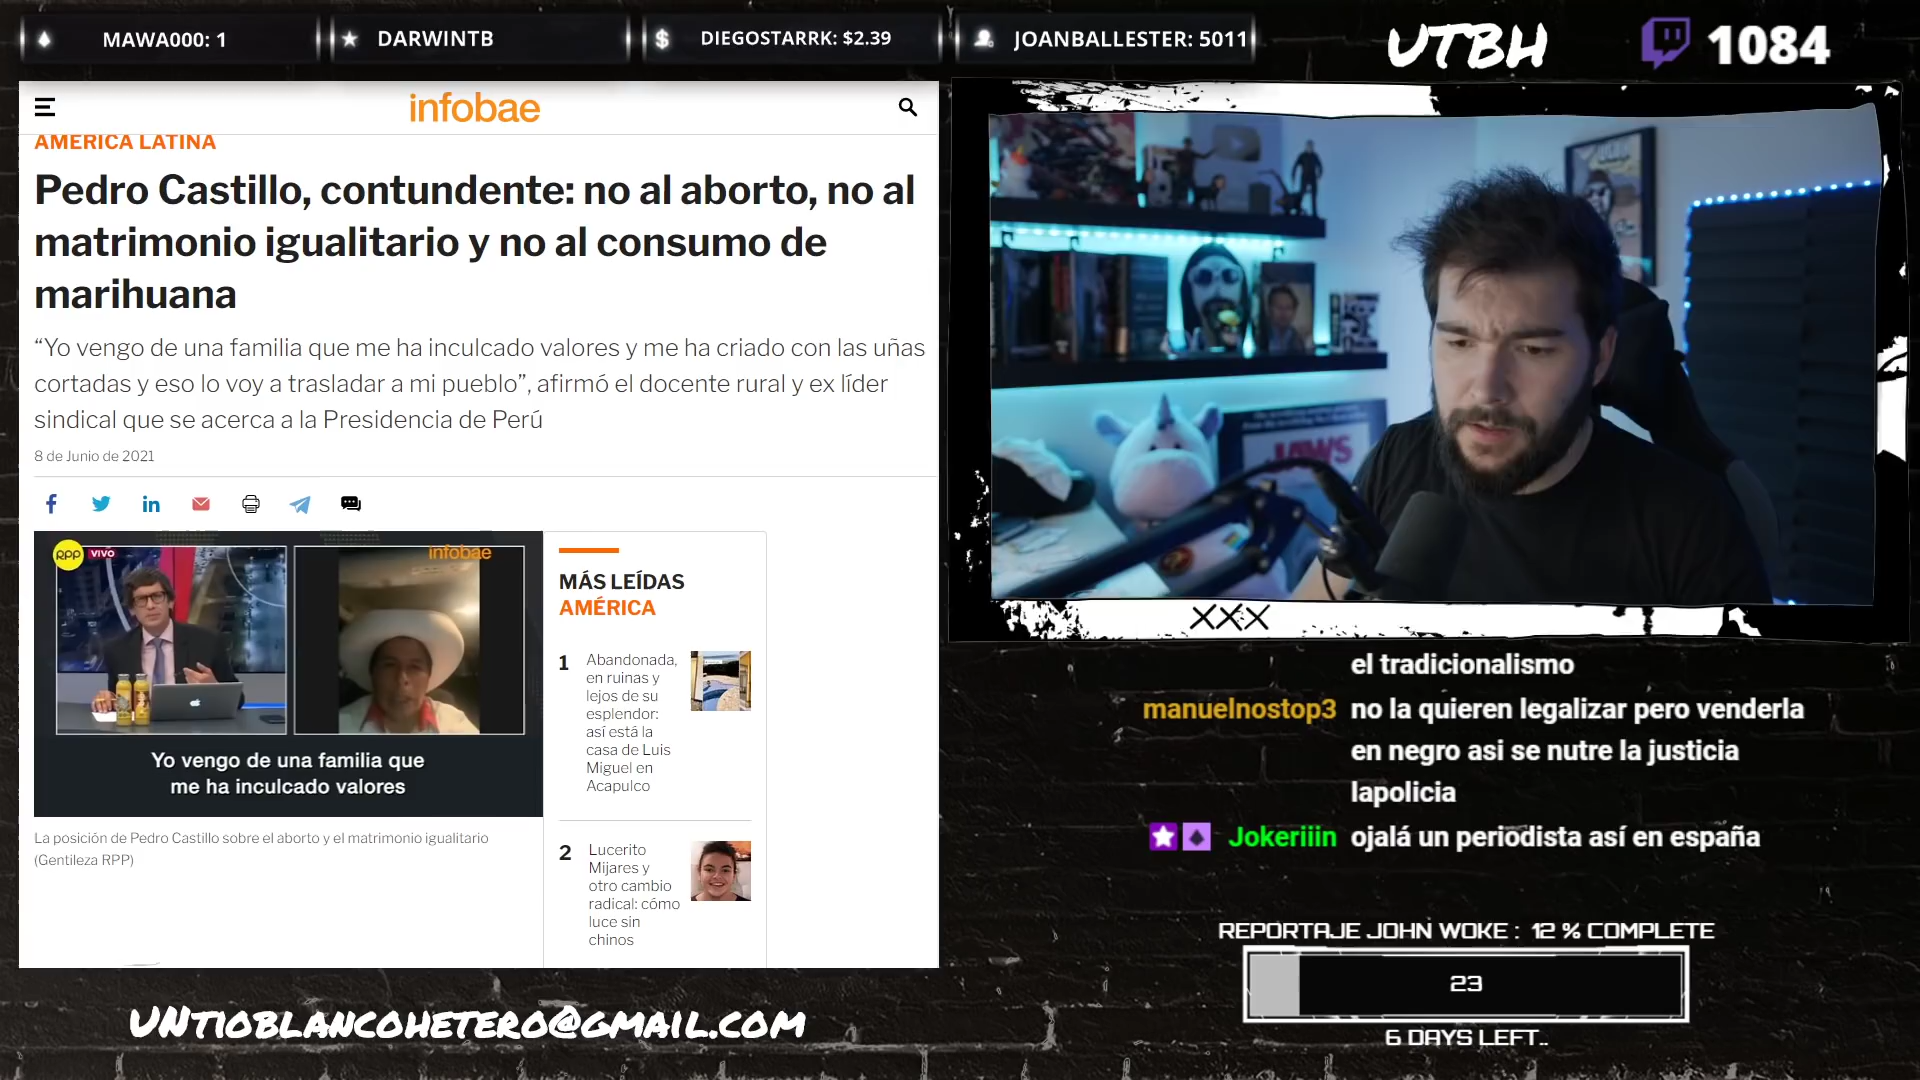 MAWA000: 1
DARWINTB
DIEGOSTARRK: $2.39
JOANBALLESTER: 5011
UTBH
1084
infobae
AMÉRICA LATINA
Pedro Castillo, contundente: no al aborto, no al
matrimonio igualitario y no al consumo de
marihuana
“Yo vengo de una familia que me ha inculcado valores y me ha criado con las uñas
cortadas y eso lo voy a trasladar a mi pueblo”, afirmó el docente rural y ex líder
sindical que se acerca a la Presidencia de Perú
8 de Junio de 2021
RPP VIVO
infobae
Yo vengo de una familia que
me ha inculcado valores
La posición de Pedro Castillo sobre el aborto y el matrimonio igualitario
(Gentileza RPP)
MÁS LEÍDAS
AMÉRICA
1
Abandonada,
en ruinas y
lejos de su
esplendor:
así está la
casa de Luis
Miguel en
Acapulco
2
Lucerito
Mijares y
otro cambio
radical: cómo
luce sin
chinos
JAWS
XXX
el tradicionalismo
manuelnostop3 no la quieren legalizar pero venderla
en negro asi se nutre la justicia
lapolicia
Jokeriiin ojalá un periodista así en españa
REPORTAJE JOHN WOKE : 12 % COMPLETE
23
6 DAYS LEFT..
UNTIOBLANCOHETERO@GMAIL.COM